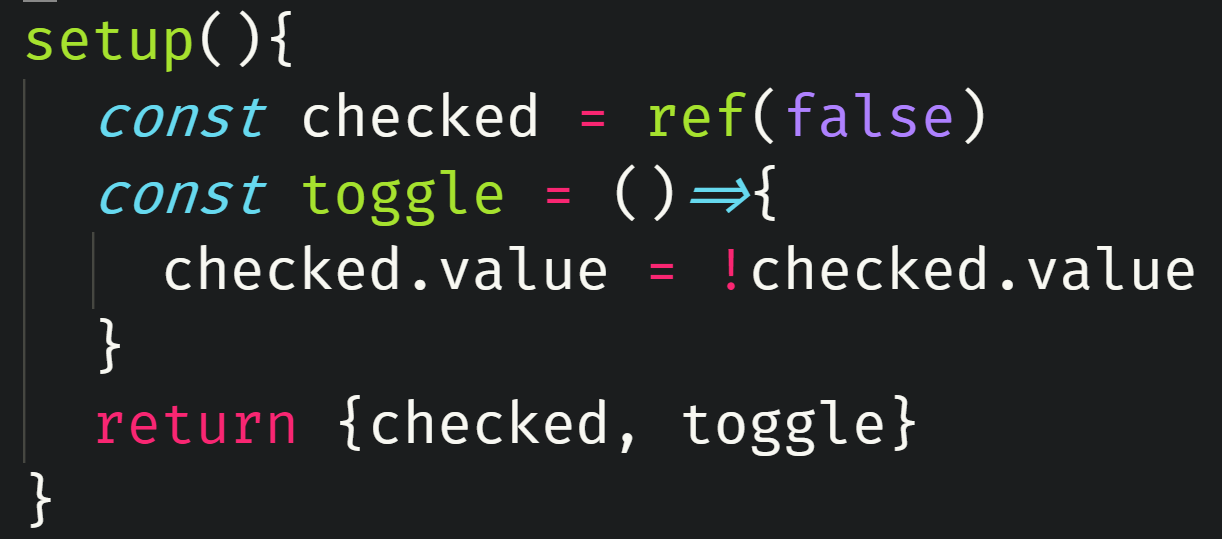 setup(){
  const checked = ref(false)
  const toggle = ()=>{
    checked.value = !checked.value
  }
  return {checked, toggle}
}